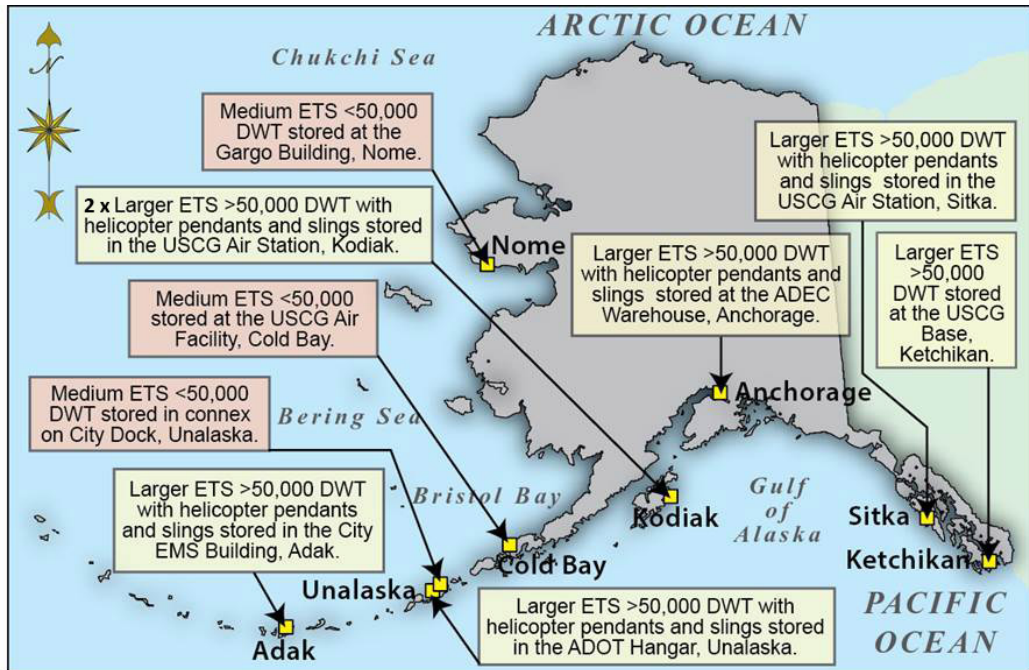 ARCTIC OCEAN
Chukchi Sea
N
Medium ETS <50,000
DWT stored at the
Gargo Building, Nome.
Larger ETS >50,000 DWT
with helicopter pendants
and slings stored in the
USCG Air Station, Sitka.
2 x Larger ETS >50,000 DWT with
helicopter pendants and slings stored
in the USCG Air Station, Kodiak.
Nome
Larger ETS >50,000 DWT
with helicopter pendants and
slings stored at the ADEC
Warehouse, Anchorage.
Larger ETS
>50,000
DWT stored
at the USCG
Base,
Ketchikan.
Medium ETS <50,000
stored at the USCG Air
Facility, Cold Bay.
Medium ETS <50,000
DWT stored in connex
on City Dock, Unalaska.
Bering Sea
Anchorage
Larger ETS >50,000 DWT
with helicopter pendants
and slings stored in the City
EMS Building, Adak.
Bristol Bay
Kodiak
Gulf
of
Alaska
Sitka
Cold Bay
Ketchikan
Unalaska
Adak
Larger ETS >50,000 DWT with
helicopter pendants and slings stored
in the ADOT Hangar, Unalaska.
PACIFIC
OCEAN